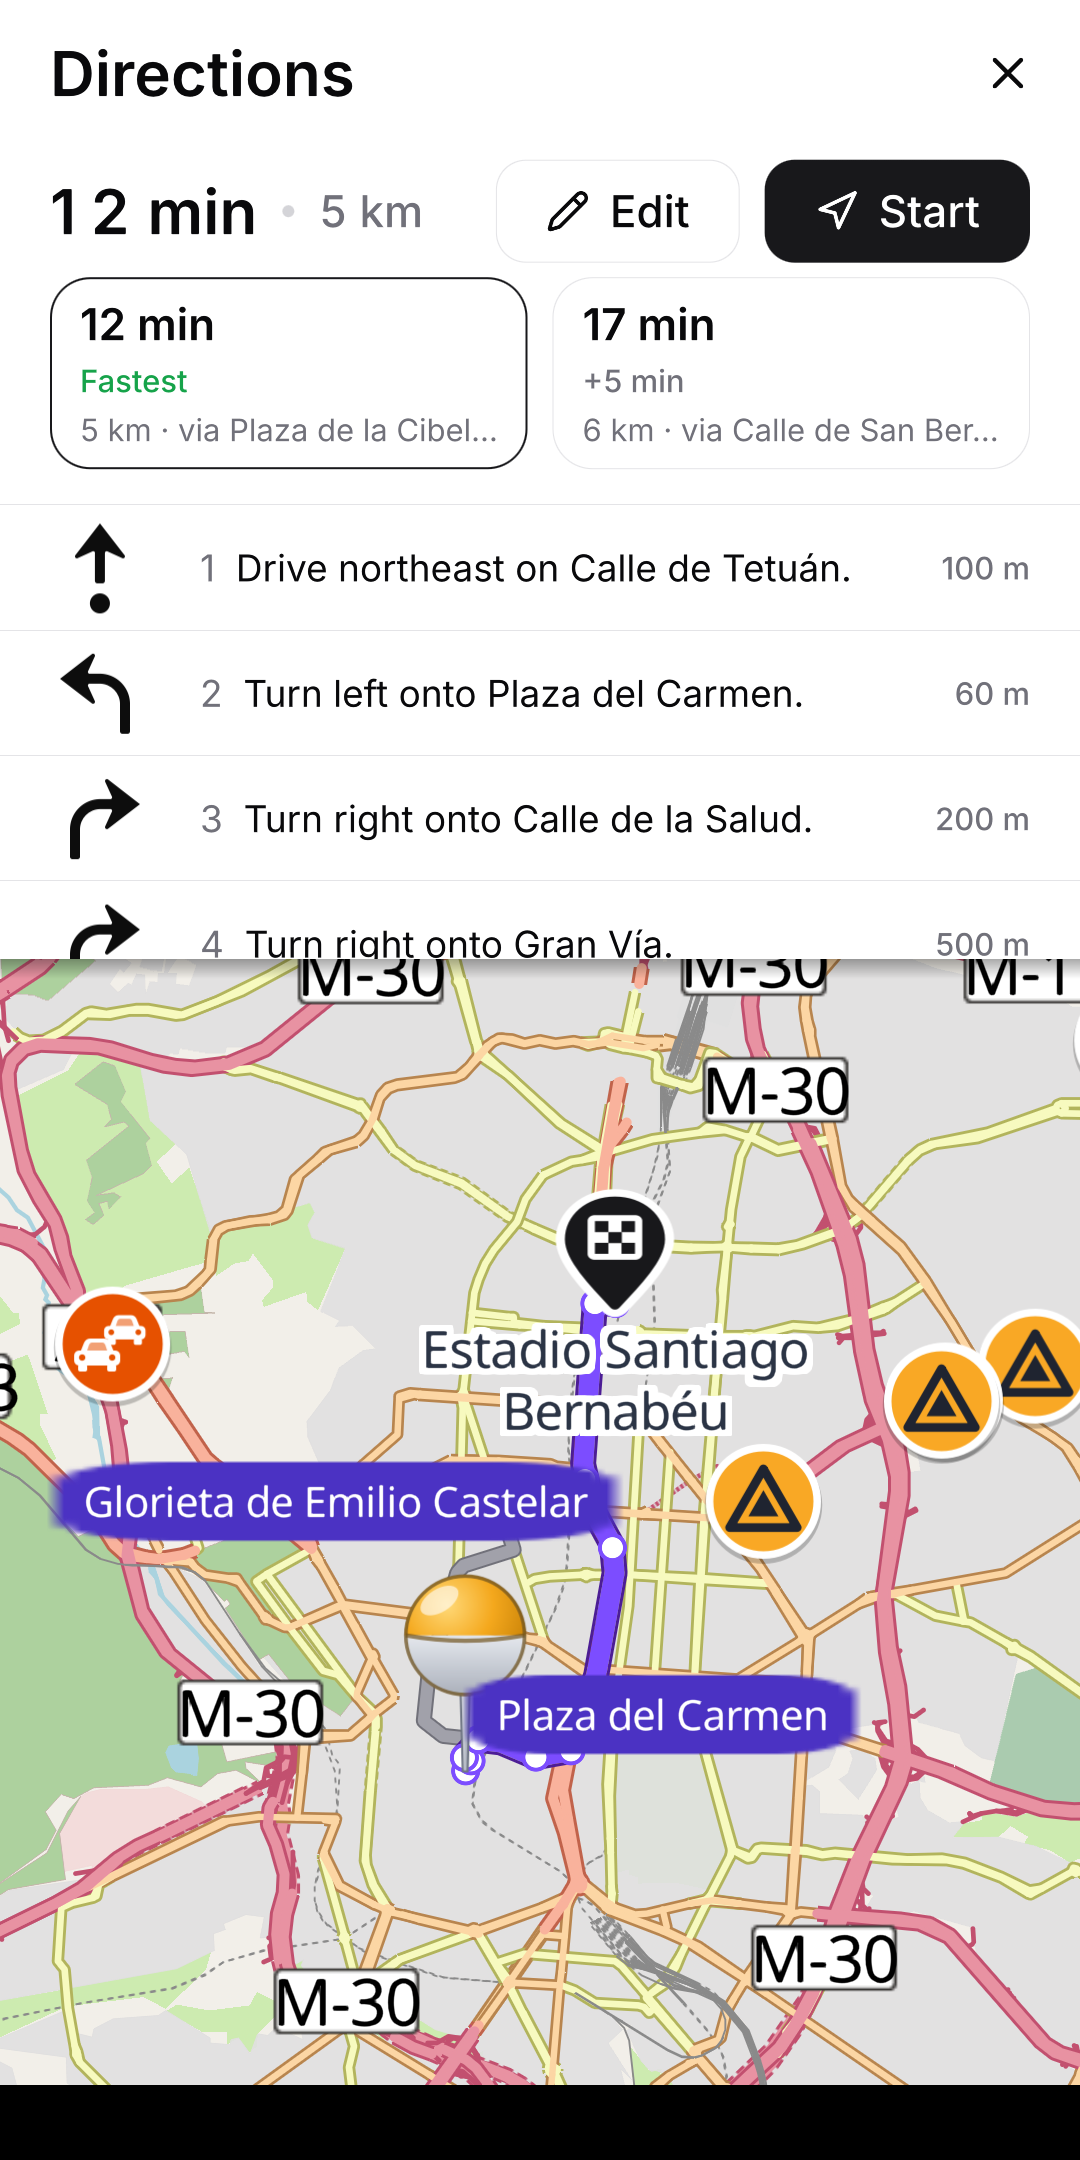 Directions
12 min • 5 km
Edit
Start
12 min
Fastest
5 km · via Plaza de la Cibel...
17 min
+5 min
6 km · via Calle de San Ber...
1 Drive northeast on Calle de Tetuán. 100 m
2 Turn left onto Plaza del Carmen. 60 m
3 Turn right onto Calle de la Salud. 200 m
4 Turn right onto Gran Vía. 500 m
M-30
M-30
M-1
M-30
Estadio Santiago
Bernabéu
Glorieta de Emilio Castelar
M-30
Plaza del Carmen
M-30
M-30